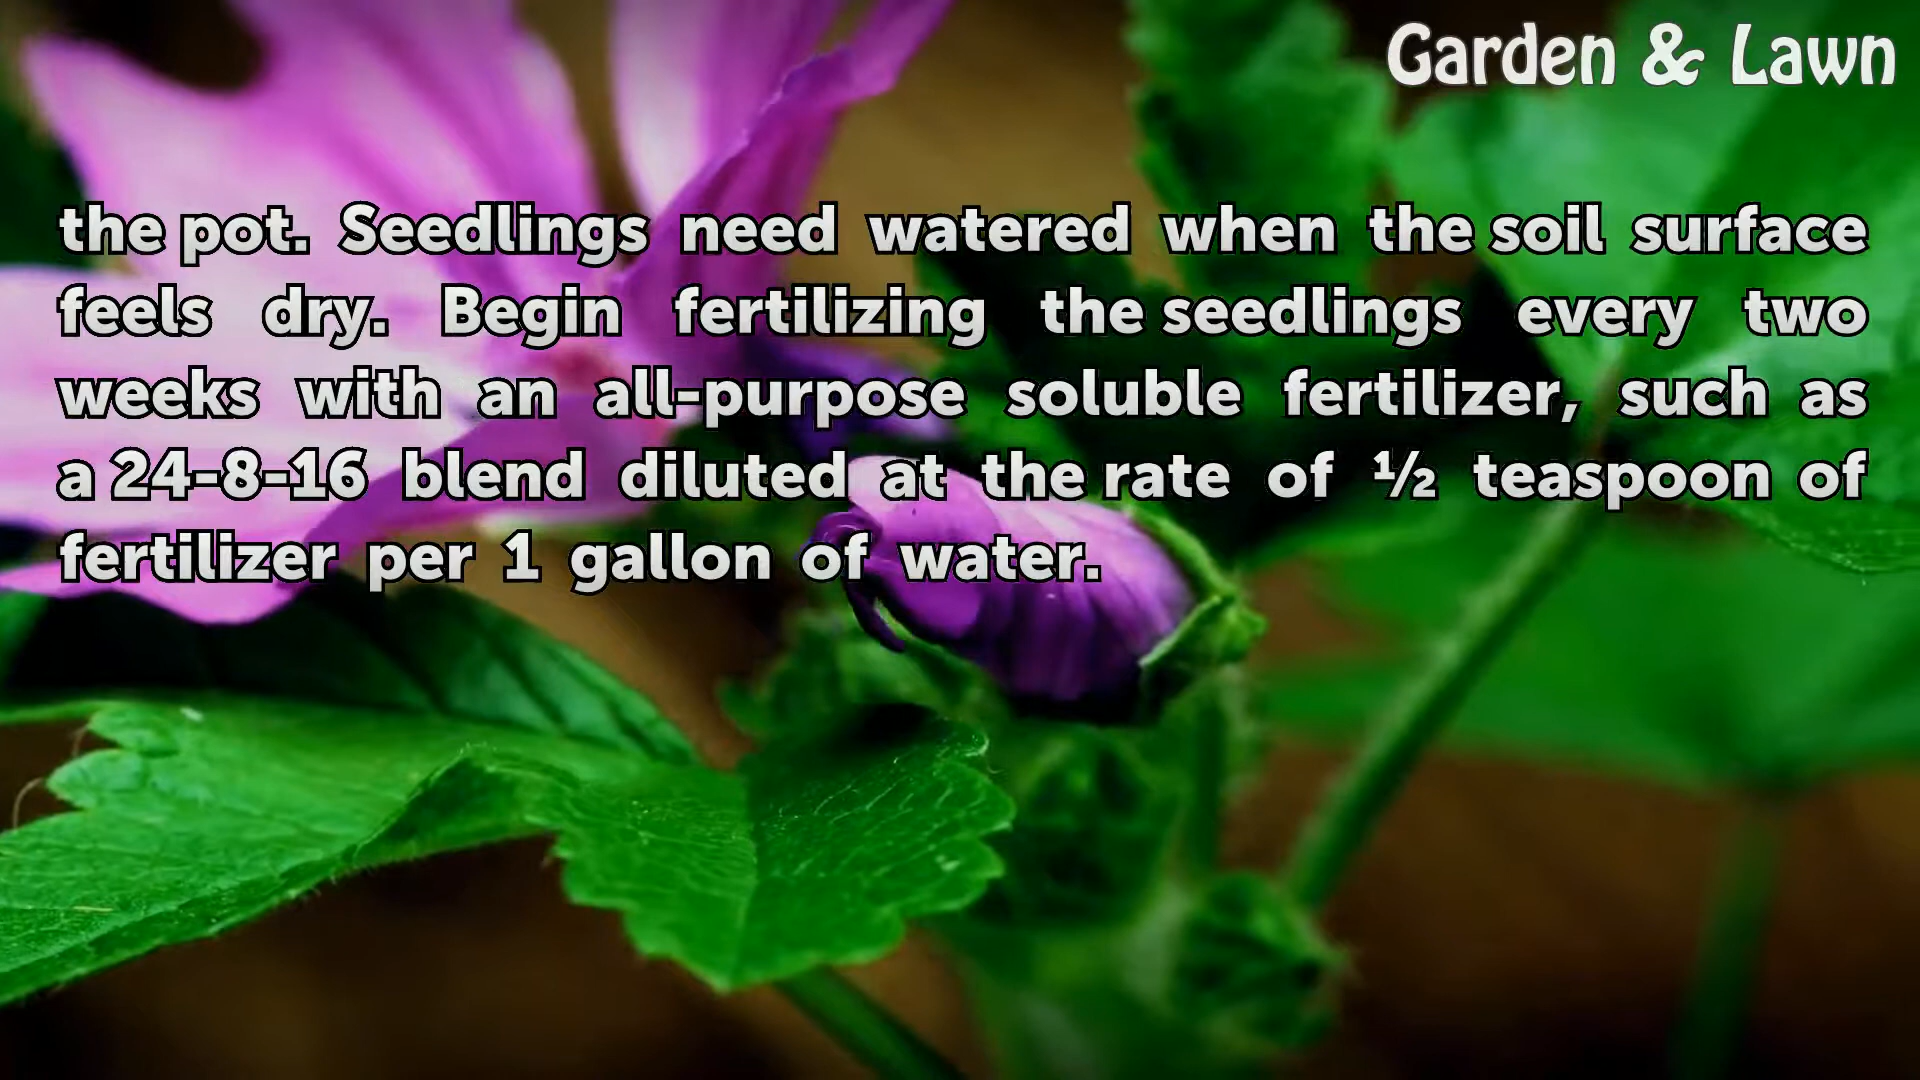 Garden & Lawn
the pot. Seedlings need watered when the soil surface
feels dry. Begin fertilizing the seedlings every two
weeks with an all-purpose soluble fertilizer, such as
a 24-8-16 blend diluted at the rate of ½ teaspoon of
fertilizer per 1 gallon of water.